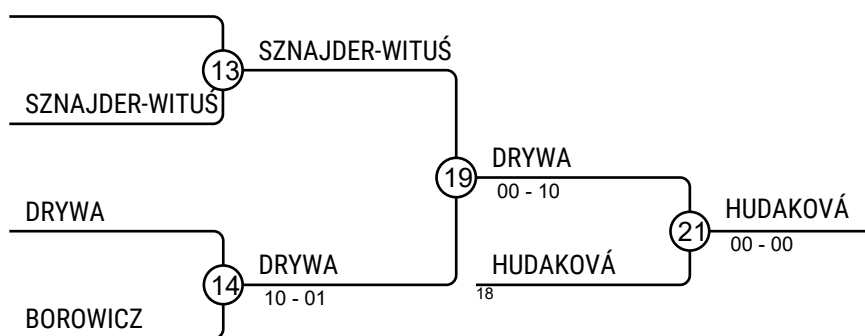 SZNAJDER-WITUŚ
13
SZNAJDER-WITUŚ
DRYWA
19
00 - 10
DRYWA
HUDAKOVÁ
21
00 - 00
DRYWA
14
10 - 01
HUDAKOVÁ
18
BOROWICZ